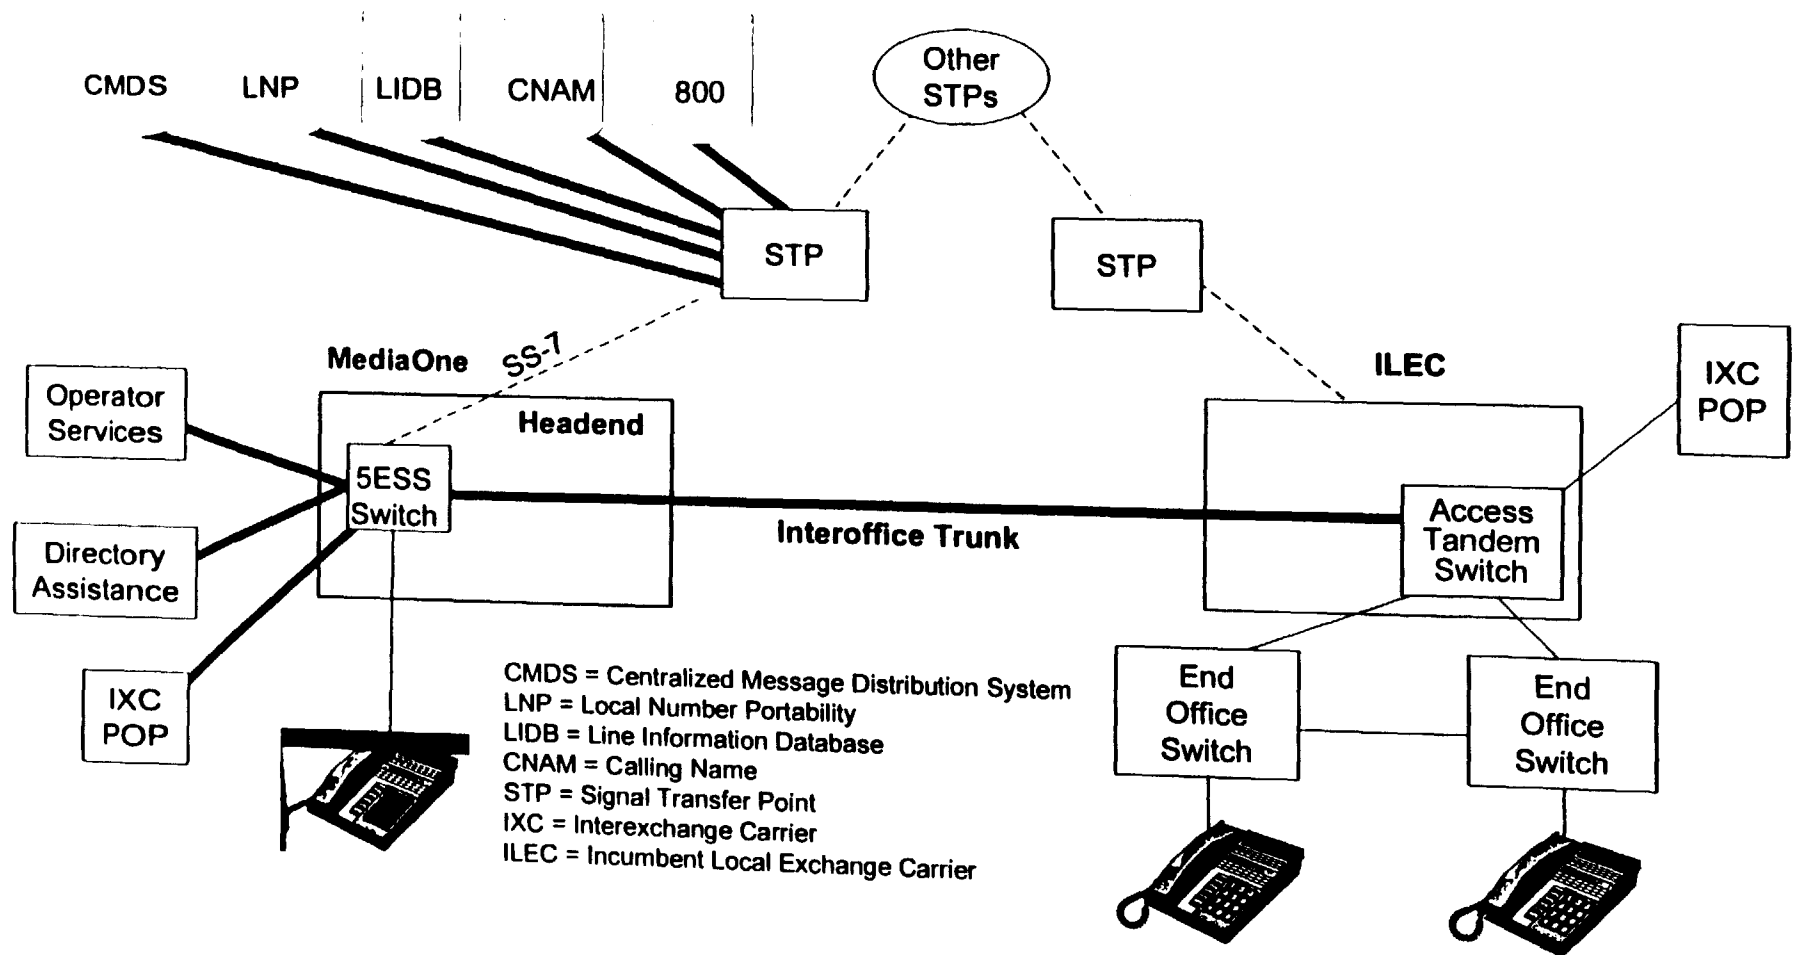 CMDS LNP LIDB CNAM 800
Other
STPs
STP
STP
MediaOne
SS-7
ILEC
IXC
POP
Operator
Services
Headend
5ESS
Switch
Interoffice Trunk
Access
Tandem
Switch
Directory
Assistance
IXC
POP
End
Office
Switch
End
Office
Switch
CMDS = Centralized Message Distribution System
LNP = Local Number Portability
LIDB = Line Information Database
CNAM = Calling Name
STP = Signal Transfer Point
IXC = Interexchange Carrier
ILEC = Incumbent Local Exchange Carrier